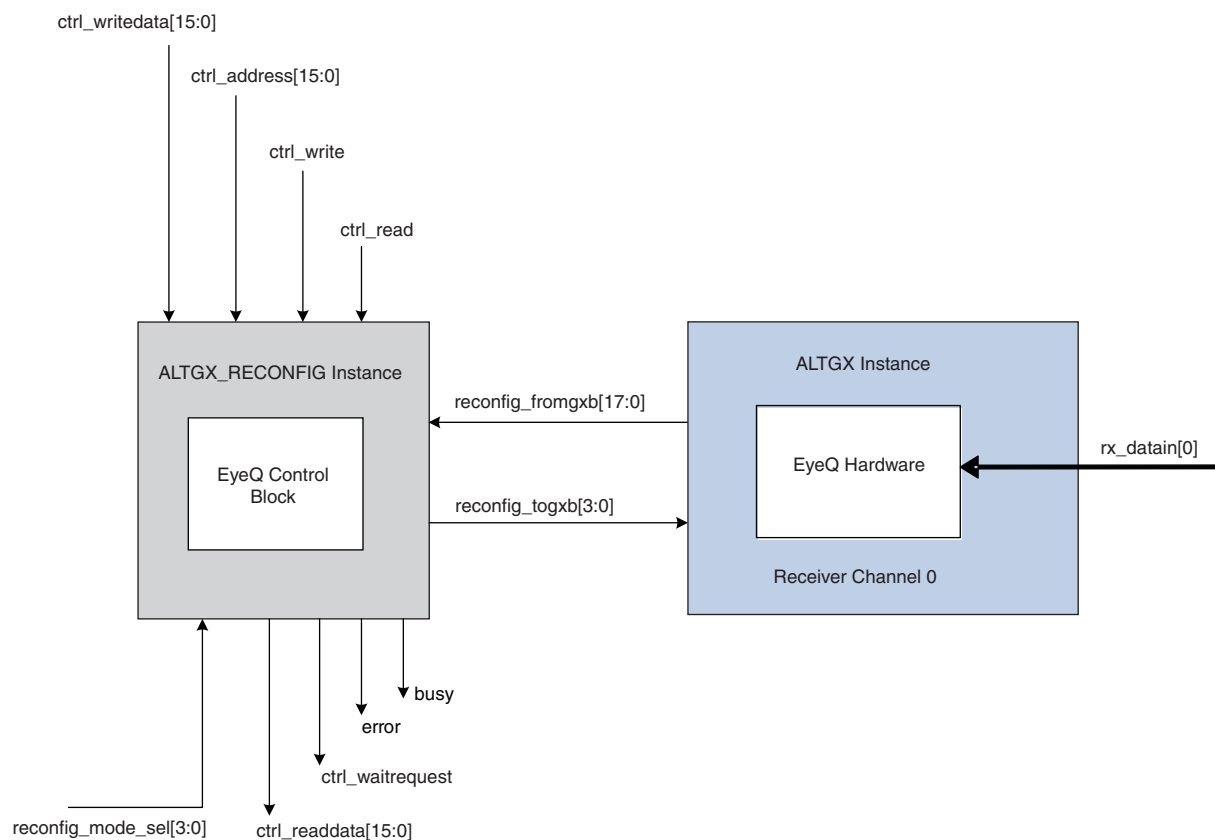 ctrl_writedata[15:0]
ctrl_address[15:0]
ctrl_write
ctrl_read
ALTGX_RECONFIG Instance
EyeQ Control
Block
reconfig_fromgxb[17:0]
reconfig_togxb[3:0]
ALTGX Instance
EyeQ Hardware
Receiver Channel 0
rx_datain[0]
busy
error
ctrl_waitrequest
reconfig_mode_sel[3:0]
ctrl_readdata[15:0]